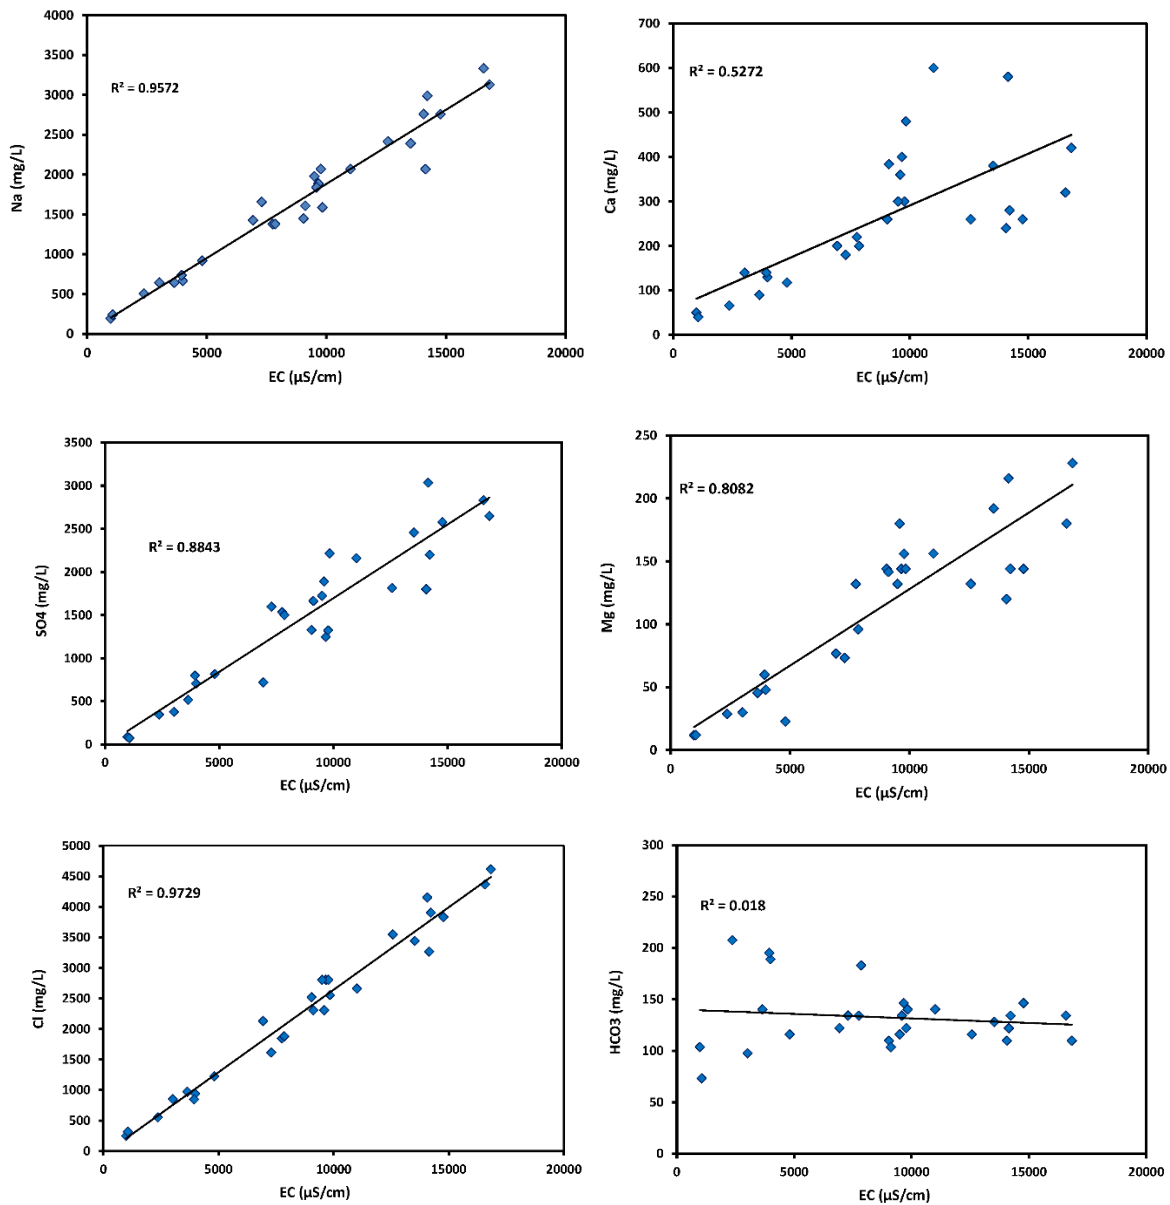 4000
3500
3000
2500
2000
1500
1000
500
0
Na (mg/L)
R² = 0.9572
0 5000 10000 15000 20000
EC (µS/cm)
700
600
500
400
300
200
100
0
Ca (mg/L)
R² = 0.5272
0 5000 10000 15000 20000
EC (µS/cm)
3500
3000
2500
2000
1500
1000
500
0
SO4 (mg/L)
R² = 0.8843
0 5000 10000 15000 20000
EC (µS/cm)
250
200
150
100
50
0
Mg (mg/L)
R² = 0.8082
0 5000 10000 15000 20000
EC (µS/cm)
5000
4500
4000
3500
3000
2500
2000
1500
1000
500
0
Cl (mg/L)
R² = 0.9729
0 5000 10000 15000 20000
EC (µS/cm)
300
250
200
150
100
50
0
HCO3 (mg/L)
R² = 0.018
0 5000 10000 15000 20000
EC (µS/cm)